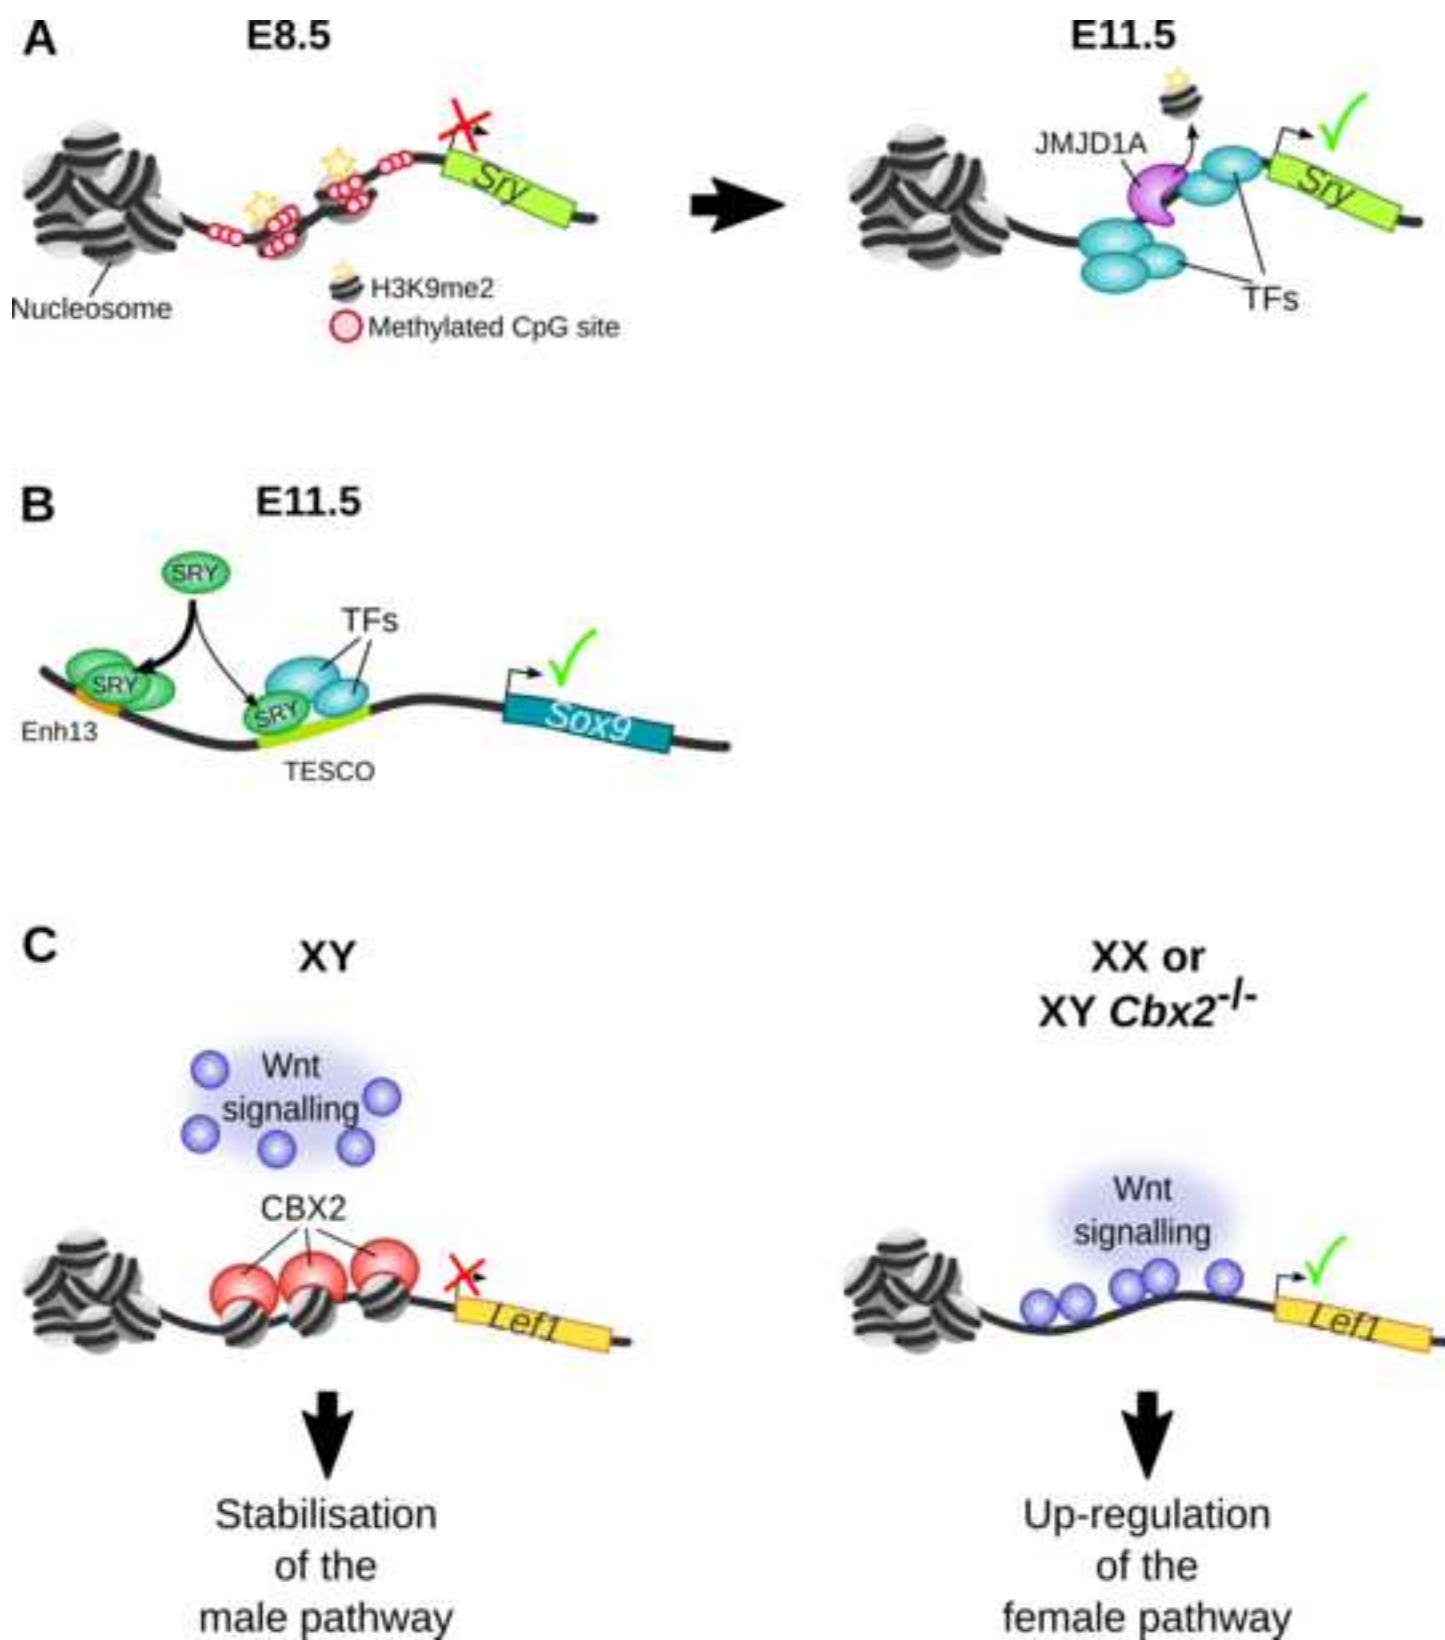 A
E8.5
E11.5
JMJD1A
Sry
Sry
Nucleosome
H3K9me2
Methylated CpG site
TFs
B
E11.5
SRY
TFs
SRY
SRY
Enh13
Sox9
TESCO
C
XY
XX or
XY Cbx2-/-
Wnt
signalling
CBX2
Wnt
signalling
Lef1
Lef1
Stabilisation
of the
male pathway
Up-regulation
of the
female pathway